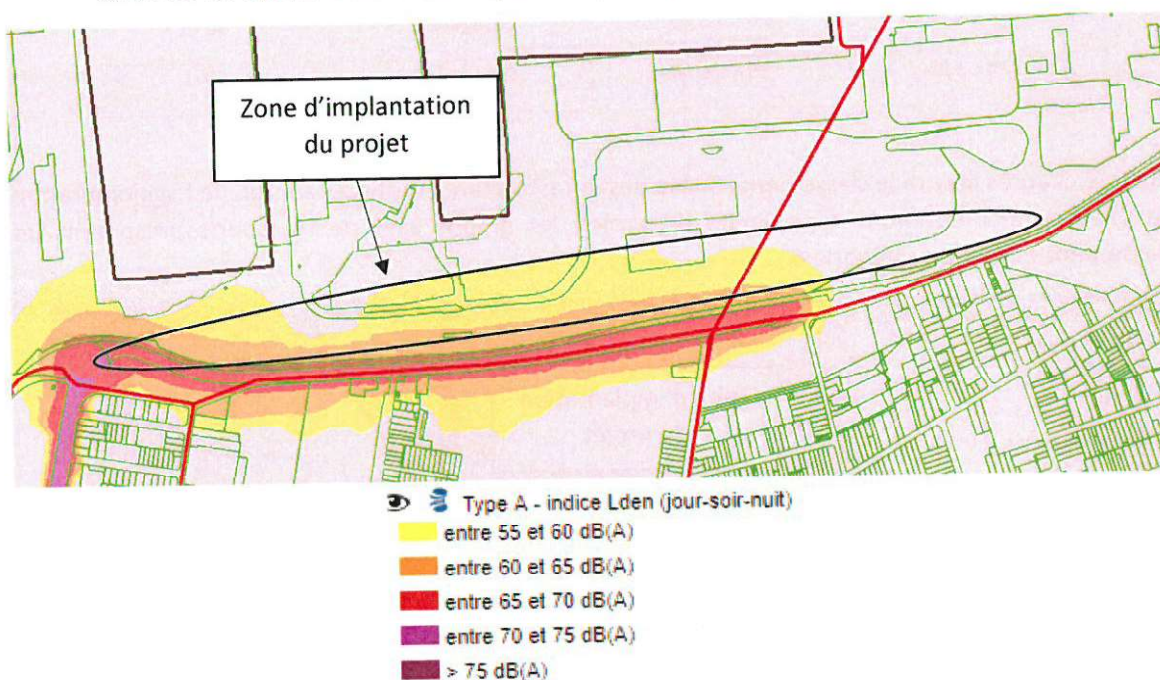 Zone d'implantation
du projet
Type A - indice Lden (jour-soir-nuit)
entre 55 et 60 dB(A)
entre 60 et 65 dB(A)
entre 65 et 70 dB(A)
entre 70 et 75 dB(A)
> 75 dB(A)